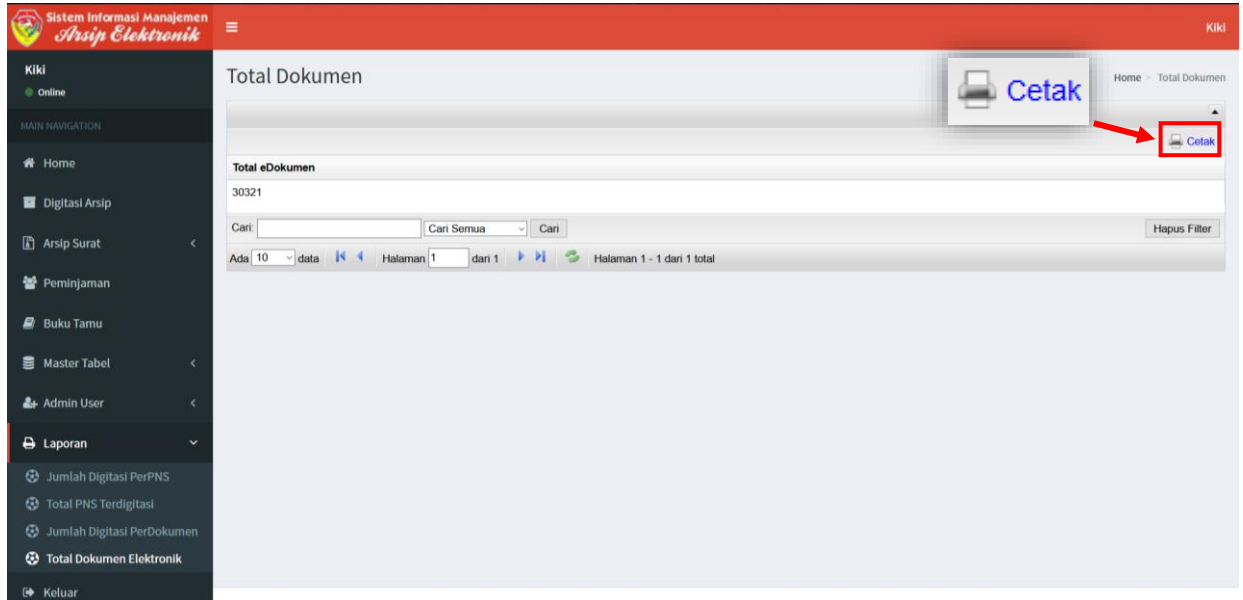 Sistem Informasi Manajemen
Arsip Elektronik
Kiki
Kiki
Online
MAIN NAVIGATION
Home
Digitasi Arsip
Arsip Surat
Peminjaman
Buku Tamu
Master Tabel
Admin User
Laporan
Jumlah Digitasi PerPNS
Total PNS Terdigitasi
Jumlah Digitasi PerDokumen
Total Dokumen Elektronik
Keluar
Total Dokumen
Home > Total Dokumen
Cetak
Cetak
Total eDokumen
30321
Cari: Cari Semua Cari Hapus Filter
Ada 10 data Halaman 1 dari 1 Halaman 1 - 1 dari 1 total